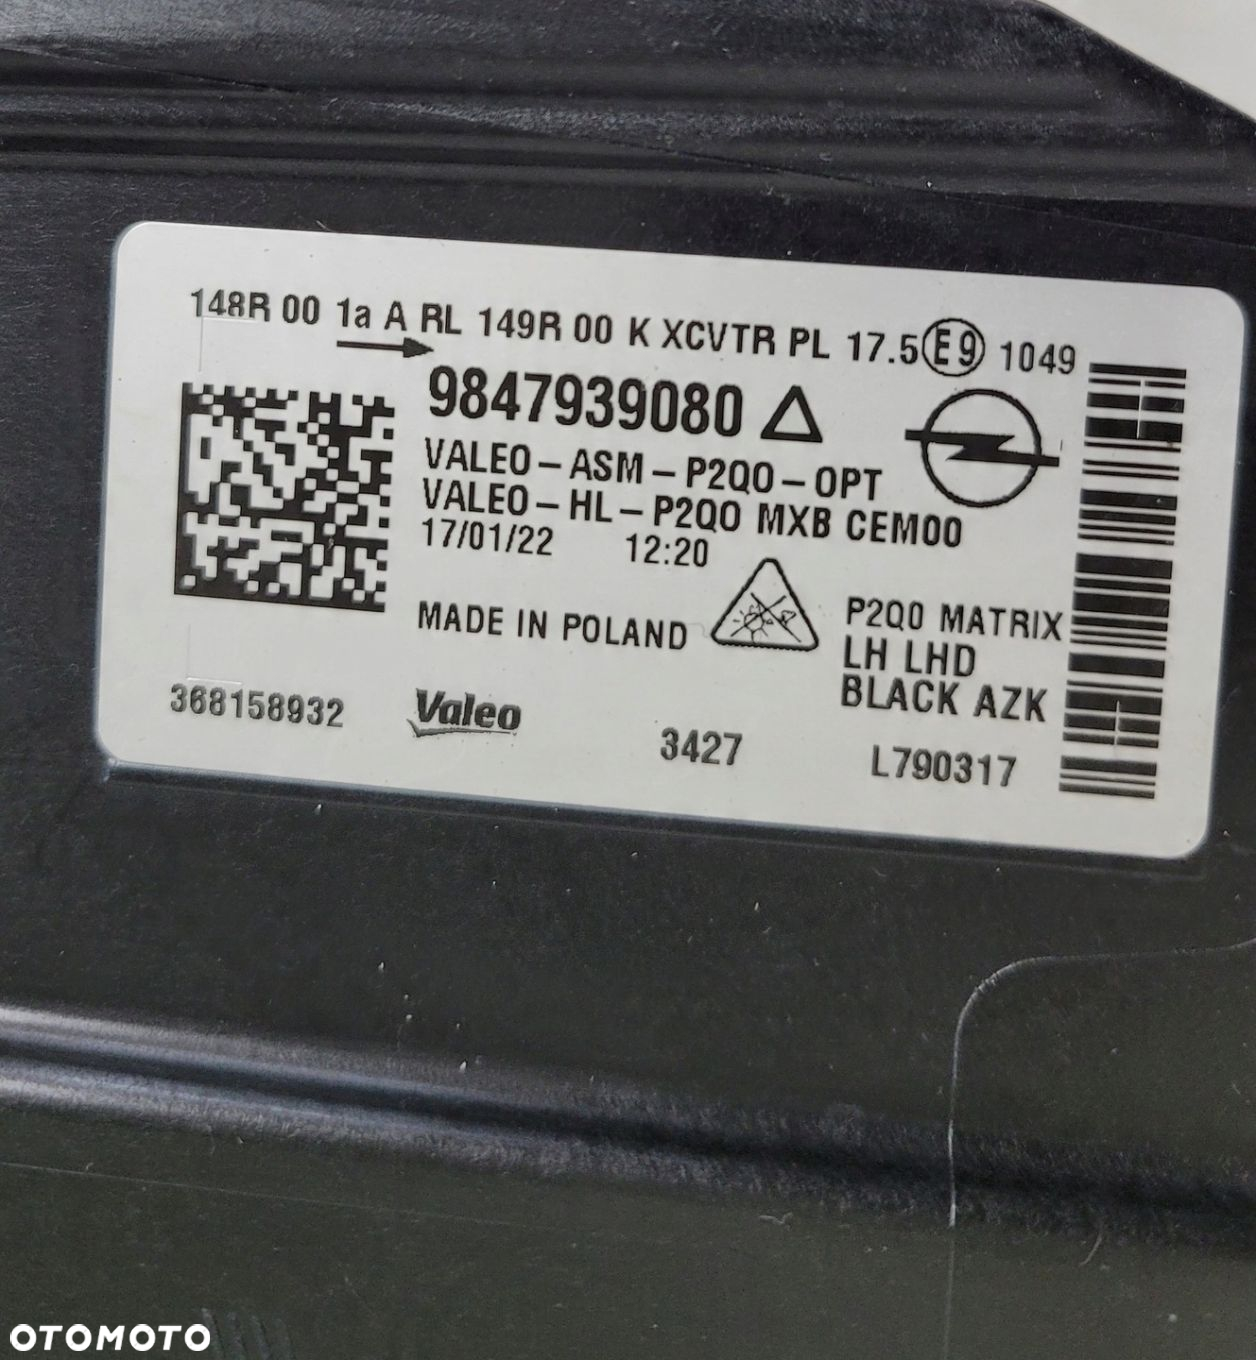 148R 00 1a A RL 149R 00 K XCVTR PL 17.5 E9 1049
9847939080
VALEO-ASM-P2QO-OPT
VALEO-HL-P2QO MXB CEM00
17/01/22 12:20
MADE IN POLAND
P2QO MATRIX
LH LHD
BLACK AZK
368158932
Valeo
3427
L790317
OTOMOTO